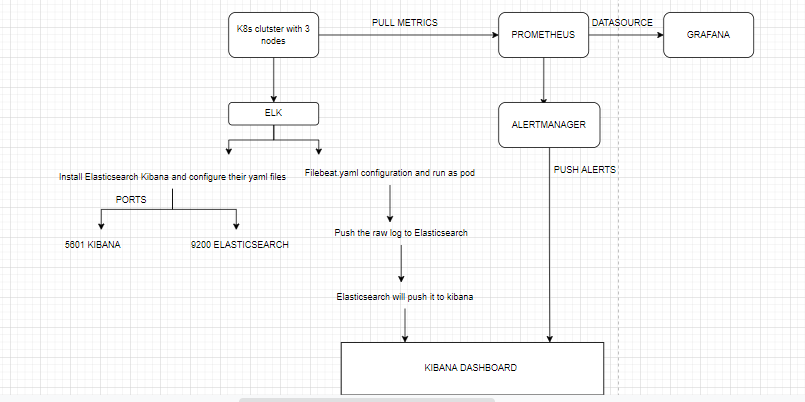 K8s clutster with 3
nodes
PULL METRICS
PROMETHEUS
DATASOURCE
GRAFANA
ELK
ALERTMANAGER
Install Elasticsearch Kibana and configure their yaml files
Filebeat.yaml configuration and run as pod
PUSH ALERTS
PORTS
5601 KIBANA
9200 ELASTICSEARCH
Push the raw log to Elasticsearch
Elasticsearch will push it to kibana
KIBANA DASHBOARD